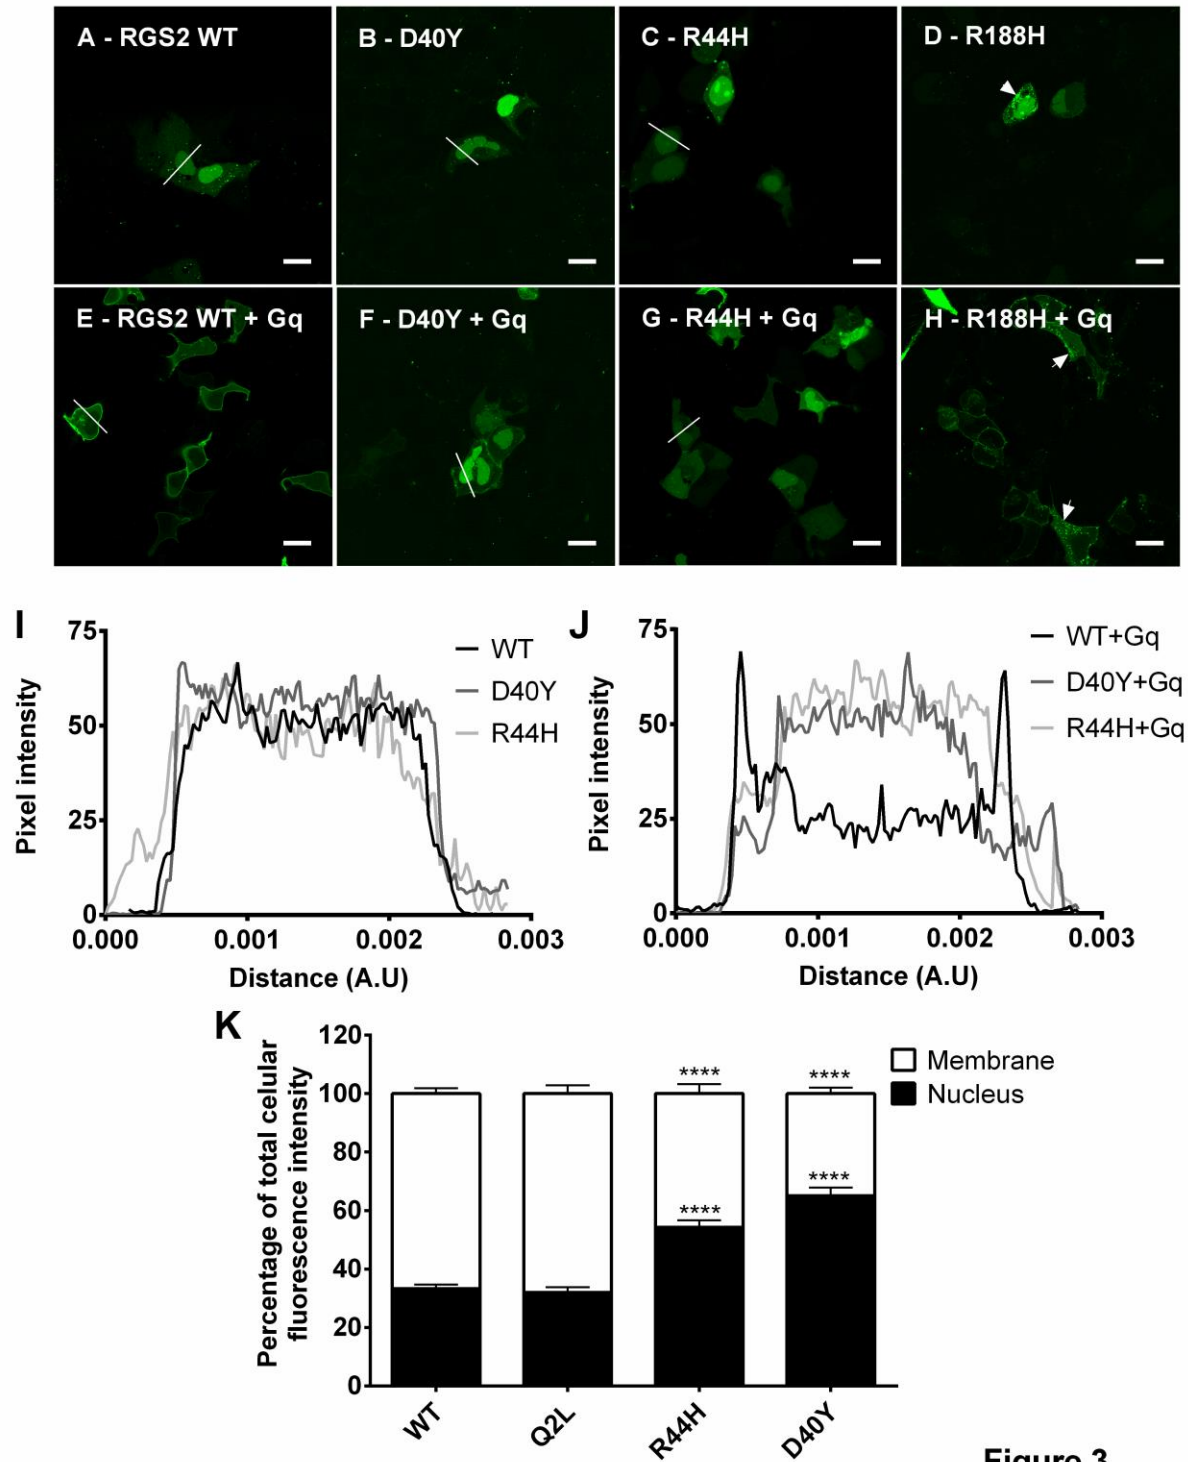 A - RGS2 WT
B - D40Y
C - R44H
D - R188H
E - RGS2 WT + Gq
F - D40Y + Gq
G - R44H + Gq
H - R188H + Gq
I
75
50
25
0
Pixel intensity
0.000 0.001 0.002 0.003
Distance (A.U)
WT
D40Y
R44H
J
75
50
25
0
Pixel intensity
0.000 0.001 0.002 0.003
Distance (A.U)
WT+Gq
D40Y+Gq
R44H+Gq
K
120
100
80
60
40
20
0
Percentage of total celular
fluorescence intensity
**** ****
**** ****
Membrane
Nucleus
WT Q2L R44H D40Y
Figure 3